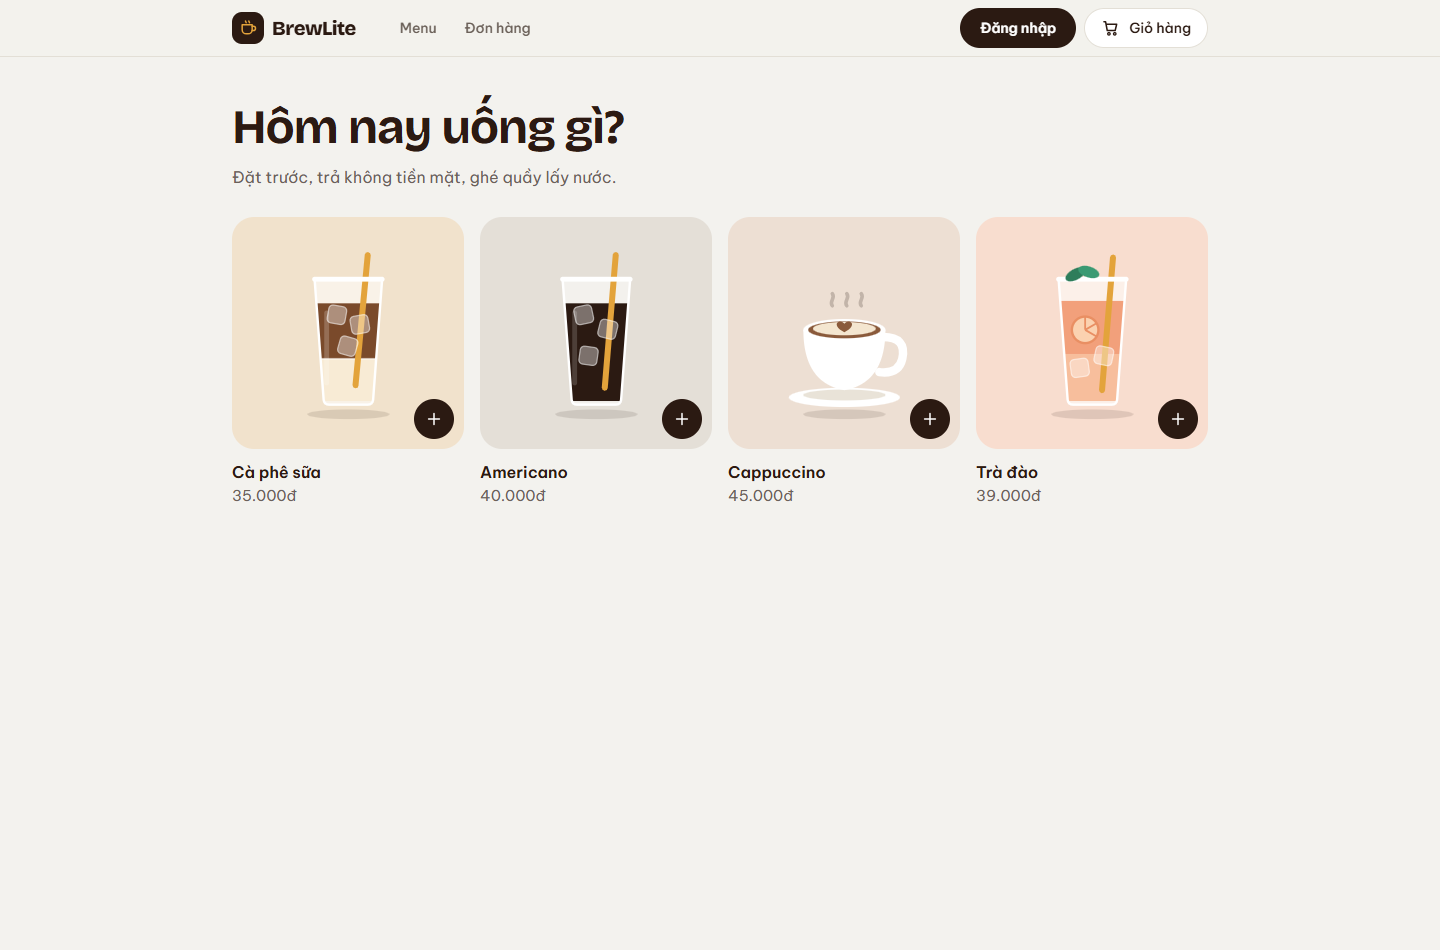 BrewLite
Menu
Đơn hàng
Đăng nhập
Giỏ hàng
Hôm nay uống gì?
Đặt trước, trả không tiền mặt, ghé quầy lấy nước.
Cà phê sữa
35.000đ
Americano
40.000đ
Cappuccino
45.000đ
Trà đào
39.000đ